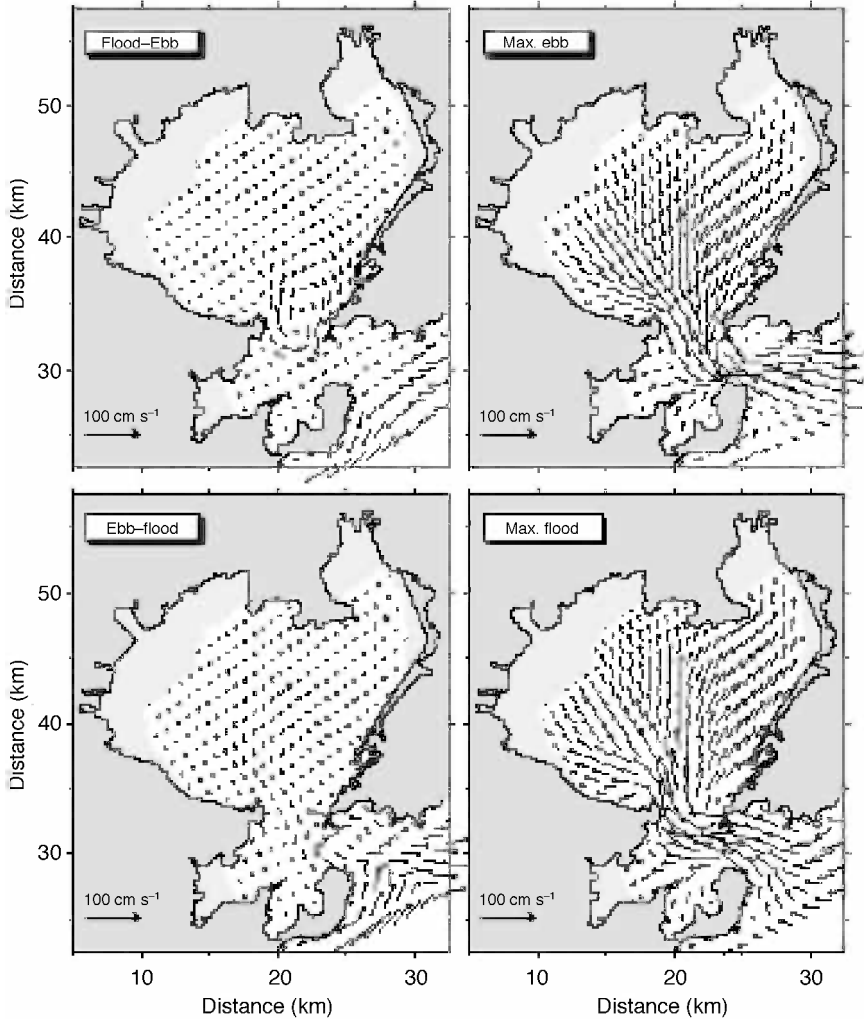 Flood–Ebb
Max. ebb
50
40
30
Distance (km)
100 cm s⁻¹
100 cm s⁻¹
Ebb–flood
Max. flood
50
40
30
Distance (km)
100 cm s⁻¹
100 cm s⁻¹
10 20 30
10 20 30
Distance (km)
Distance (km)